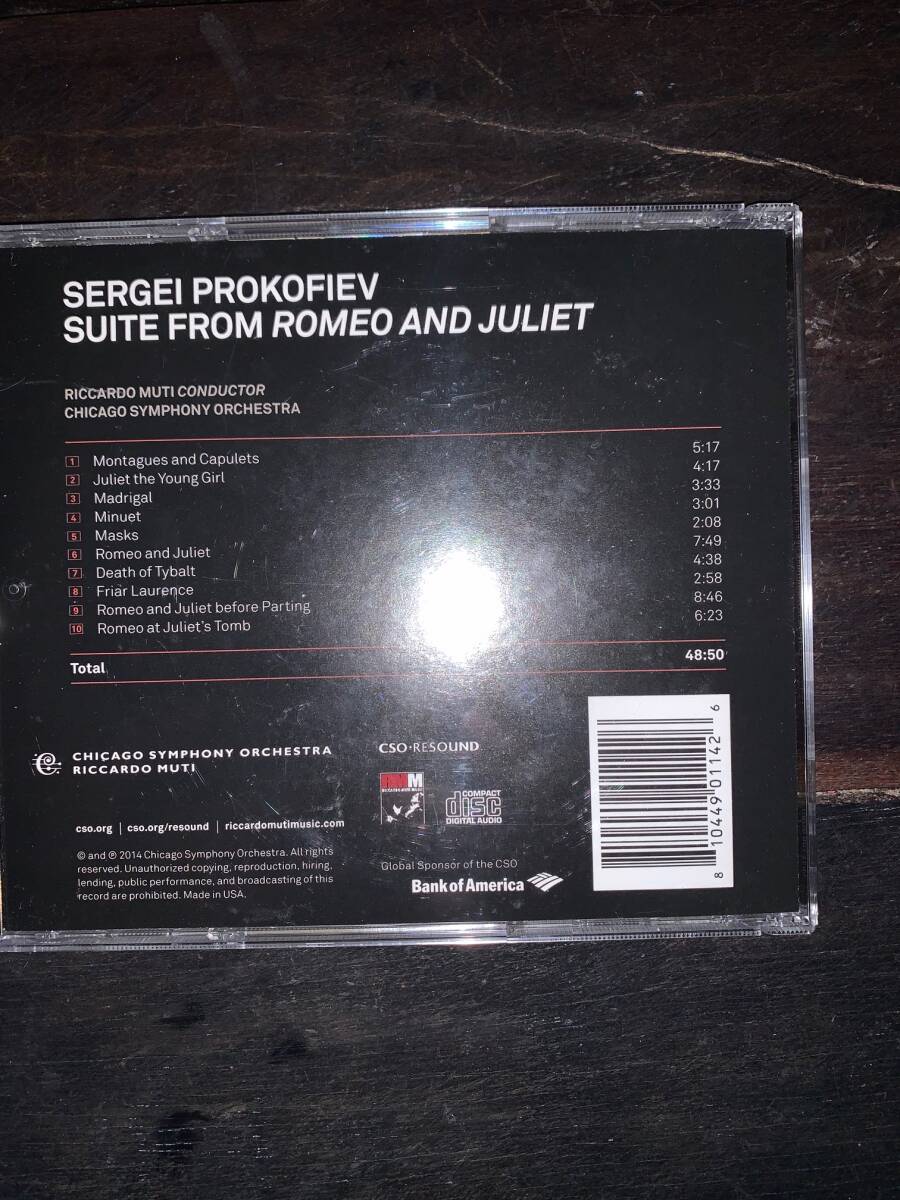 SERGEI PROKOFIEV
SUITE FROM ROMEO AND JULIET
RICCARDO MUTI CONDUCTOR
CHICAGO SYMPHONY ORCHESTRA
1 Montagues and Capulets 5:17
2 Juliet the Young Girl 4:17
3 Madrigal 3:33
4 Minuet 3:01
5 Masks 2:08
6 Romeo and Juliet 7:49
7 Death of Tybalt 4:38
8 Friar Laurence 2:58
9 Romeo and Juliet before Parting 8:46
10 Romeo at Juliet's Tomb 6:23
Total 48:50
CHICAGO SYMPHONY ORCHESTRA
RICCARDO MUTI
CSO·RESOUND
RMM
COMPACT
disc
DIGITAL AUDIO
cso.org | cso.org/resound | riccardomutimusic.com
© and ℗ 2014 Chicago Symphony Orchestra. All rights
reserved. Unauthorized copying, reproduction, hiring,
lending, public performance, and broadcasting of this
record are prohibited. Made in USA.
Global Sponsor of the CSO
Bank of America
8 10449 01142 6